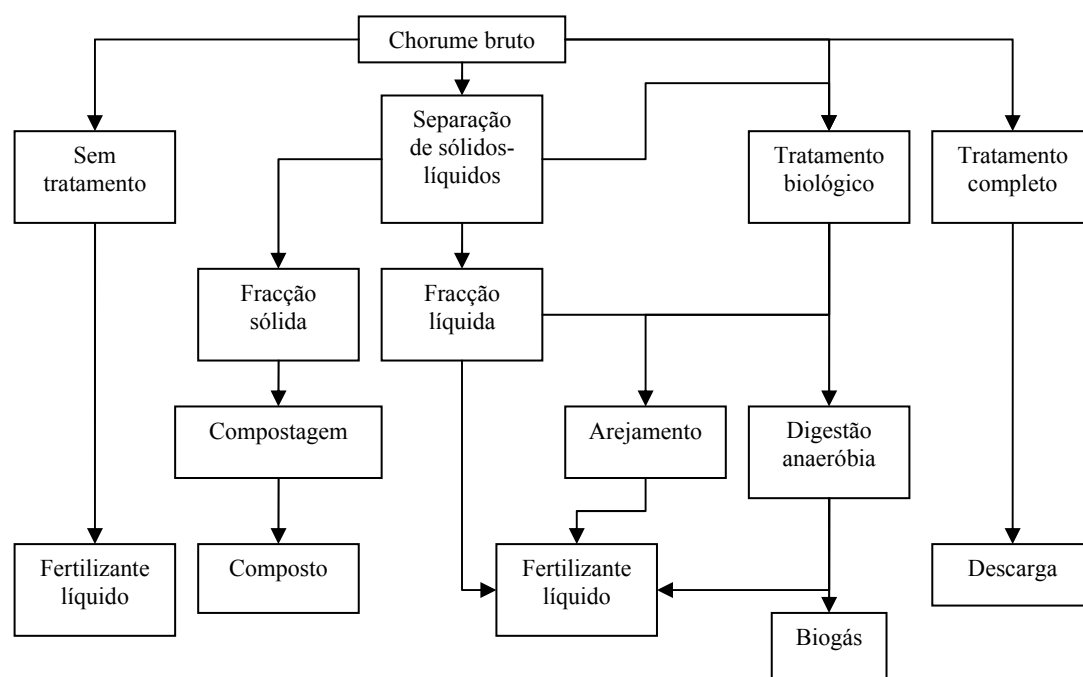 Chorume bruto
Separação
de sólidos-
líquidos
Sem
tratamento
Tratamento
biológico
Tratamento
completo
Fracção
sólida
Fracção
líquida
Compostagem
Arejamento
Digestão
anaeróbia
Fertilizante
líquido
Composto
Fertilizante
líquido
Descarga
Biogás